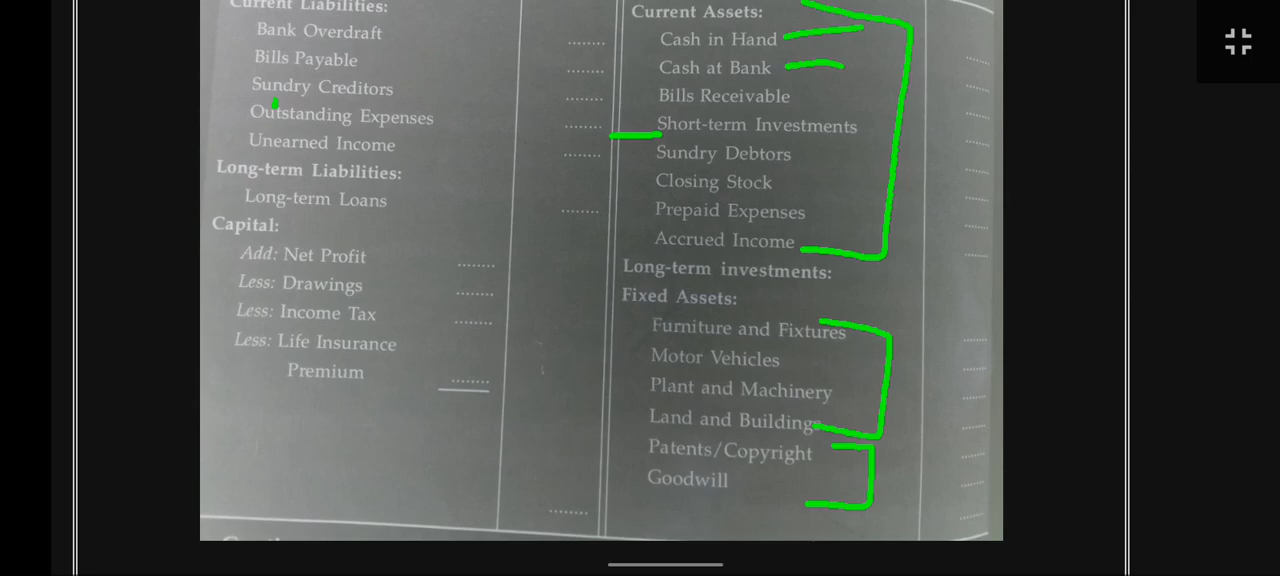 Current Liabilities:
Bank Overdraft ........
Bills Payable ........
Sundry Creditors ........
Outstanding Expenses ........
Unearned Income ........
Long-term Liabilities:
Long-term Loans ........
Capital:
Add: Net Profit ........
Less: Drawings ........
Less: Income Tax ........
Less: Life Insurance
Premium ........
........
Current Assets:
Cash in Hand ........
Cash at Bank ........
Bills Receivable ........
Short-term Investments ........
Sundry Debtors ........
Closing Stock ........
Prepaid Expenses ........
Accrued Income ........
Long-term investments:
Fixed Assets:
Furniture and Fixtures ........
Motor Vehicles ........
Plant and Machinery ........
Land and Buildings ........
Patents/Copyright ........
Goodwill ........